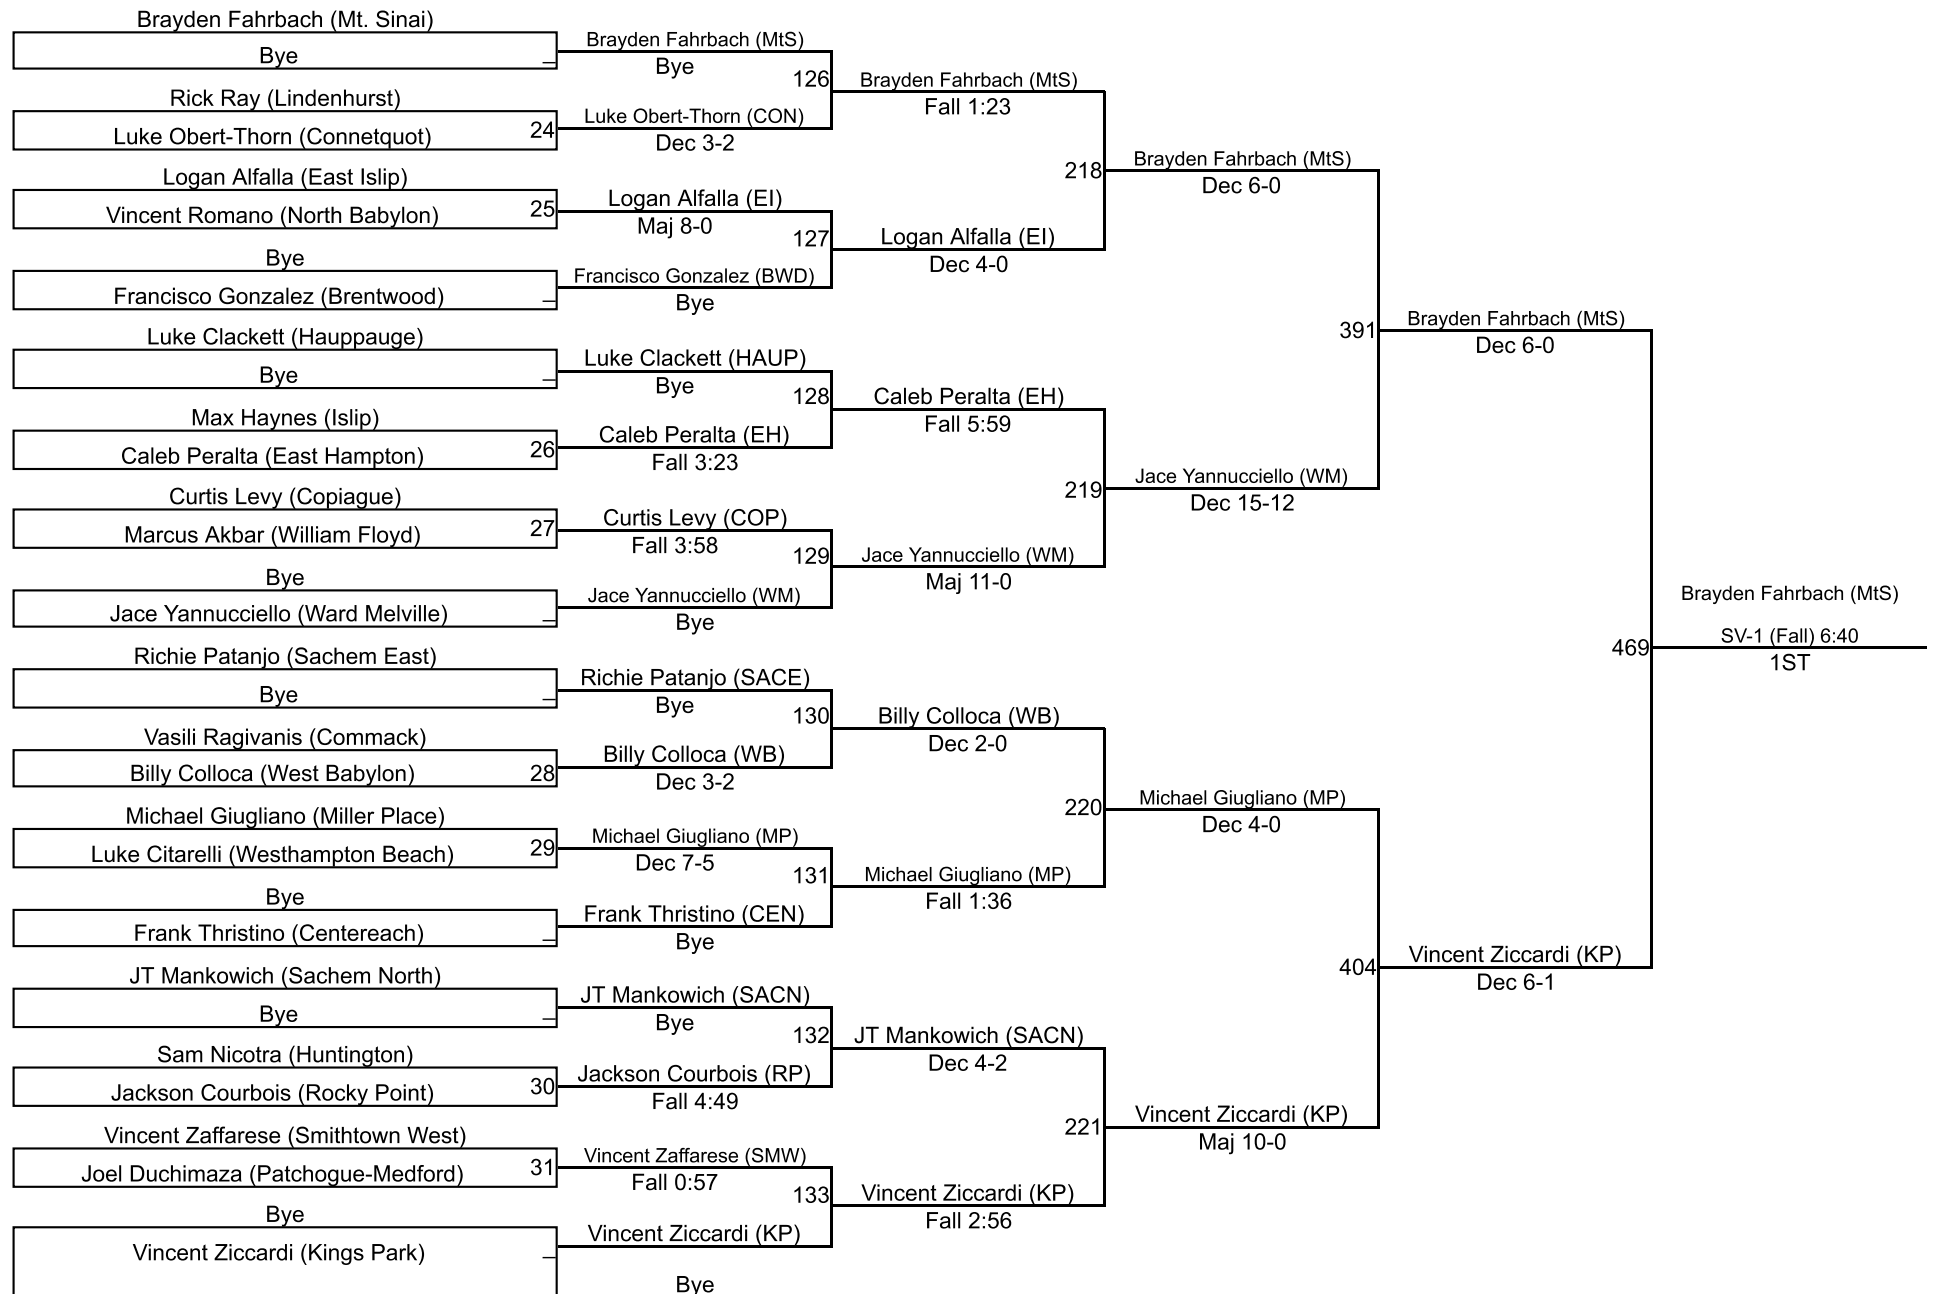 Brayden Fahrbach (Mt. Sinai)
Bye
_
Rick Ray (Lindenhurst)
Luke Obert-Thorn (Connetquot)
24
Logan Alfalla (East Islip)
Vincent Romano (North Babylon)
25
Bye
Francisco Gonzalez (Brentwood)
_
Luke Clackett (Hauppauge)
Bye
_
Max Haynes (Islip)
Caleb Peralta (East Hampton)
26
Curtis Levy (Copiague)
Marcus Akbar (William Floyd)
27
Bye
Jace Yannucciello (Ward Melville)
_
Richie Patanjo (Sachem East)
Bye
_
Vasili Ragivanis (Commack)
Billy Colloca (West Babylon)
28
Michael Giugliano (Miller Place)
Luke Citarelli (Westhampton Beach)
29
Bye
Frank Thristino (Centereach)
_
JT Mankowich (Sachem North)
Bye
_
Sam Nicotra (Huntington)
Jackson Courbois (Rocky Point)
30
Vincent Zaffarese (Smithtown West)
Joel Duchimaza (Patchogue-Medford)
31
Bye
Vincent Ziccardi (Kings Park)
_
Brayden Fahrbach (MtS)
Bye
126
Luke Obert-Thorn (CON)
Dec 3-2
Logan Alfalla (EI)
Maj 8-0
127
Francisco Gonzalez (BWD)
Bye
Luke Clackett (HAUP)
Bye
128
Caleb Peralta (EH)
Fall 3:23
Curtis Levy (COP)
Fall 3:58
129
Jace Yannucciello (WM)
Bye
Richie Patanjo (SACE)
Bye
130
Billy Colloca (WB)
Dec 3-2
Michael Giugliano (MP)
Dec 7-5
131
Frank Thristino (CEN)
Bye
JT Mankowich (SACN)
Bye
132
Jackson Courbois (RP)
Fall 4:49
Vincent Zaffarese (SMW)
Fall 0:57
133
Vincent Ziccardi (KP)
Bye
Brayden Fahrbach (MtS)
Fall 1:23
218
Logan Alfalla (EI)
Dec 4-0
Caleb Peralta (EH)
Fall 5:59
219
Jace Yannucciello (WM)
Maj 11-0
Billy Colloca (WB)
Dec 2-0
220
Michael Giugliano (MP)
Fall 1:36
JT Mankowich (SACN)
Dec 4-2
221
Vincent Ziccardi (KP)
Fall 2:56
Brayden Fahrbach (MtS)
Dec 6-0
391
Jace Yannucciello (WM)
Dec 15-12
Michael Giugliano (MP)
Dec 4-0
404
Vincent Ziccardi (KP)
Maj 10-0
Brayden Fahrbach (MtS)
Dec 6-0
469
Vincent Ziccardi (KP)
Dec 6-1
Brayden Fahrbach (MtS)
SV-1 (Fall) 6:40
1ST